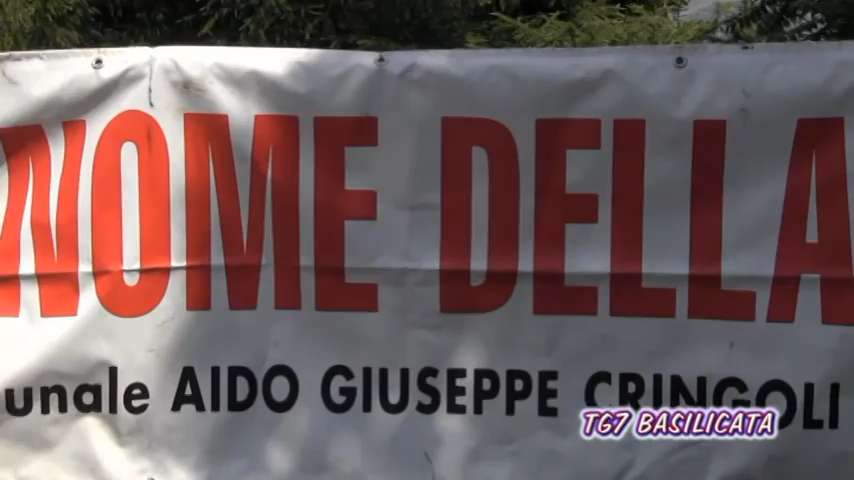 NOME DELLA
unale AIDO GIUSEPPE CRINGOLI
TG7 BASILICATA